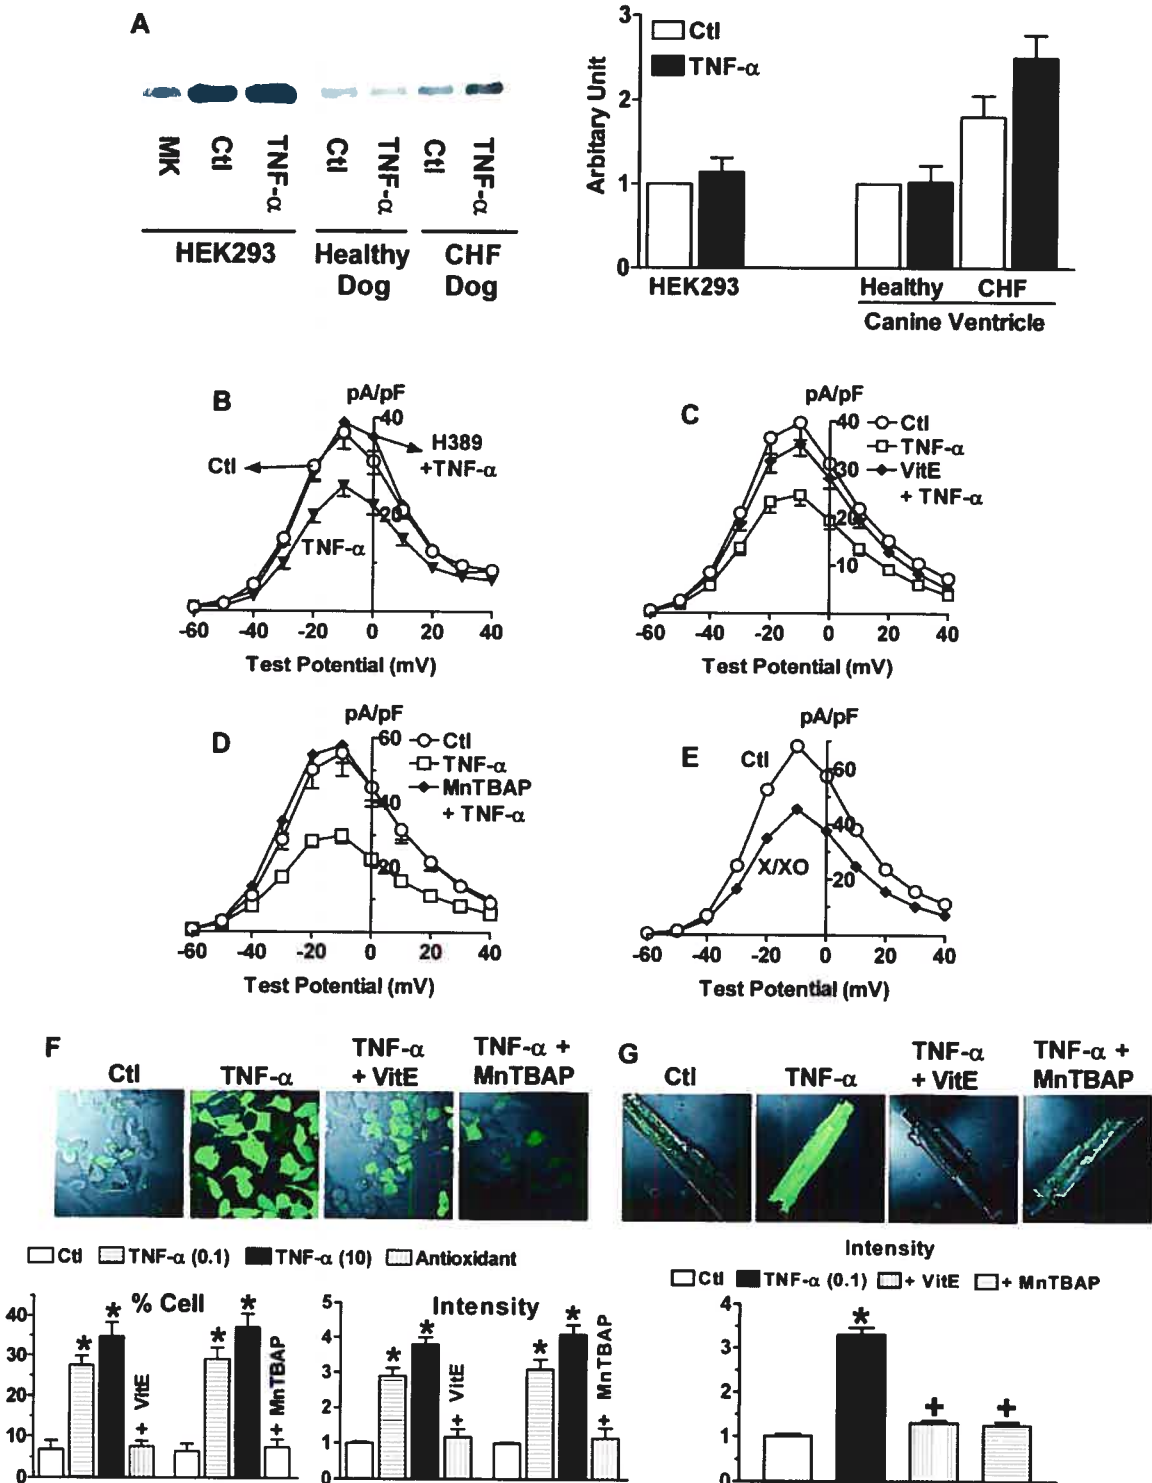 A
MK
Ctl
TNF-α
Ctl
TNF-α
Ctl
TNF-α
HEK293
Healthy
Dog
CHF
Dog
Ctl
TNF-α
Arbitary Unit
3
2
1
0
HEK293
Healthy
CHF
Canine Ventricle
B
pA/pF
40
20
Ctl
H389
+TNF-α
TNF-α
-60 -40 -20 0 20 40
Test Potential (mV)
C
pA/pF
40
30
20
10
Ctl
TNF-α
VitE
+ TNF-α
-60 -40 -20 0 20 40
Test Potential (mV)
D
pA/pF
60
40
20
Ctl
TNF-α
MnTBAP
+ TNF-α
-60 -40 -20 0 20 40
Test Potential (mV)
E
pA/pF
60
40
20
Ctl
X/XO
-60 -40 -20 0 20 40
Test Potential (mV)
F
Ctl
TNF-α
TNF-α
+ VitE
TNF-α +
MnTBAP
Ctl TNF-α (0.1) TNF-α (10) Antioxidant
% Cell
40
30
20
10
0
* *
+ VitE
* *
+ MnTBAP
Intensity
5
4
3
2
1
0
* *
+ VitE
* *
+ MnTBAP
G
Ctl
TNF-α
TNF-α
+ VitE
TNF-α +
MnTBAP
Intensity
Ctl TNF-α (0.1) + VitE + MnTBAP
4
3
2
1
0
*
+ +